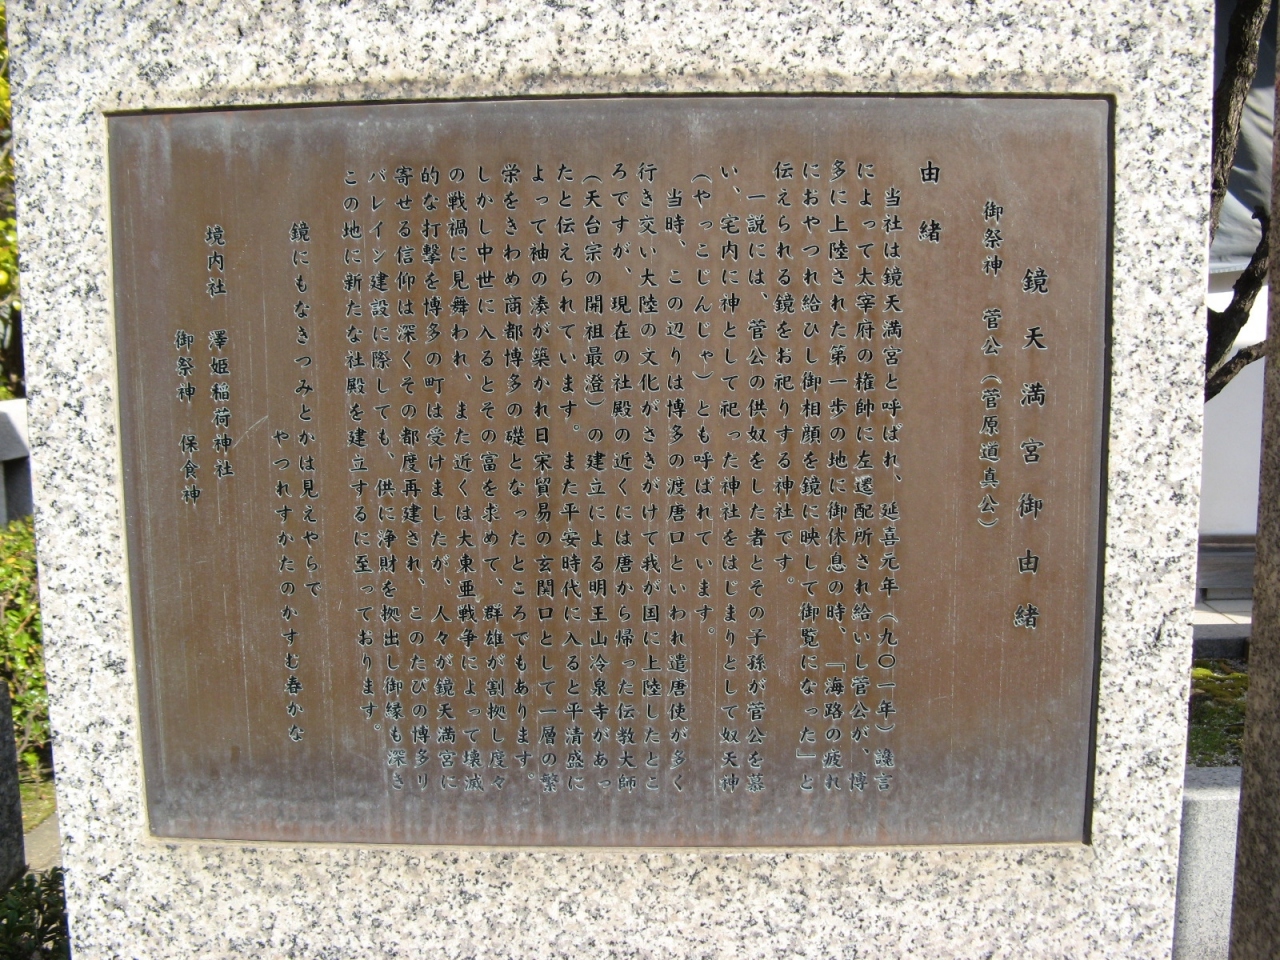 鏡天満宮御由緒
御祭神　菅公（菅原道真公）
由緒
当社は鏡天満宮と呼ばれ、延喜元年（九〇一年）讒言
によって太宰府の権帥に左遷配所され給いし菅公が、博
多に上陸された第一歩の地に御休息の時、「海路の疲れ
におやつれ給ひし御相顔を鏡に映して御覧になった」と
伝えられる鏡をお祀りする神社です。
一説には、菅公の供奴をした者とその子孫が菅公を慕
い、宅内に神として祀った神社をはじまりとして奴天神
（やっこじんじゃ）とも呼ばれています。
当時、この辺りは博多の渡唐口といわれ遣唐使が多く
行き交い大陸の文化がさきがけて我が国に上陸したとこ
ろですが、現在の社殿の近くには唐から帰った伝教大師
（天台宗の開祖最澄）の建立による明王山冷泉寺があっ
たと伝えられています。また平安時代に入ると平清盛に
よって袖の湊が築かれ日宋貿易の玄関口として一層の繁
栄をきわめ商都博多の礎となったところでもあります。
しかし中世に入るとその富を求めて、群雄が割拠し度々
の戦禍に見舞われ、また近くは大東亜戦争によって壊滅
的な打撃を博多の町は受けましたが、人々が鏡天満宮に
寄せる信仰は深くその都度再建され、このたびの博多リ
バレイン建設に際しても、供に浄財を拠出し御縁も深き
この地に新たな社殿を建立するに至っております。
鏡にもなきつみとかは見えやらで
やつれすかたのかすむ春かな
境内社　澤姫稲荷神社
御祭神　保食神